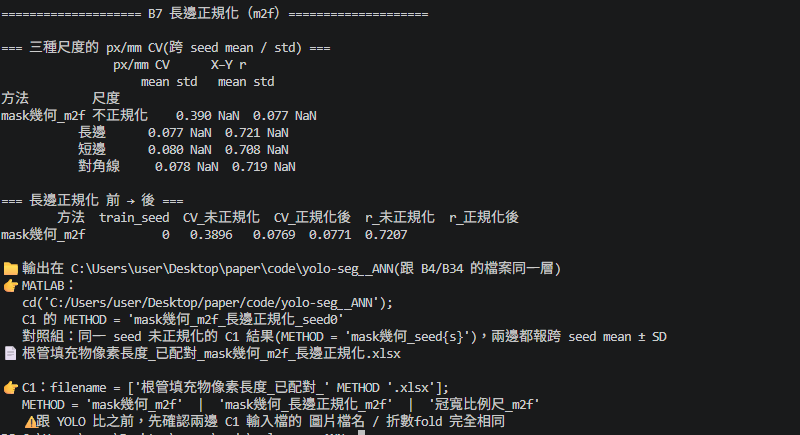 ==================== B7 長邊正規化（m2f）====================
=== 三種尺度的 px/mm CV(跨 seed mean / std) ===
px/mm CV X-Y r
mean std mean std
方法 尺度
mask幾何_m2f 不正規化 0.390 NaN 0.077 NaN
長邊 0.077 NaN 0.721 NaN
短邊 0.080 NaN 0.708 NaN
對角線 0.078 NaN 0.719 NaN
=== 長邊正規化 前 → 後 ===
方法 train_seed CV_未正規化 CV_正規化後 r_未正規化 r_正規化後
mask幾何_m2f 0 0.3896 0.0769 0.0771 0.7207
📁 輸出在 C:\Users\user\Desktop\paper\code\yolo-seg__ANN(跟 B4/B34 的檔案同一層)
👉 MATLAB：
cd('C:/Users/user/Desktop/paper/code/yolo-seg__ANN');
C1 的 METHOD = 'mask幾何_m2f_長邊正規化_seed0'
對照組：同一 seed 未正規化的 C1 結果(METHOD = 'mask幾何_seed{s}')，兩邊都報跨 seed mean ± SD
📄 根管填充物像素長度_已配對_mask幾何_m2f_長邊正規化.xlsx
👉 C1：filename = ['根管填充物像素長度_已配對_' METHOD '.xlsx'];
METHOD = 'mask幾何_m2f' | 'mask幾何_長邊正規化_m2f' | '冠寬比例尺_m2f'
⚠️跟 YOLO 比之前，先確認兩邊 C1 輸入檔的 圖片檔名 / 折數fold 完全相同